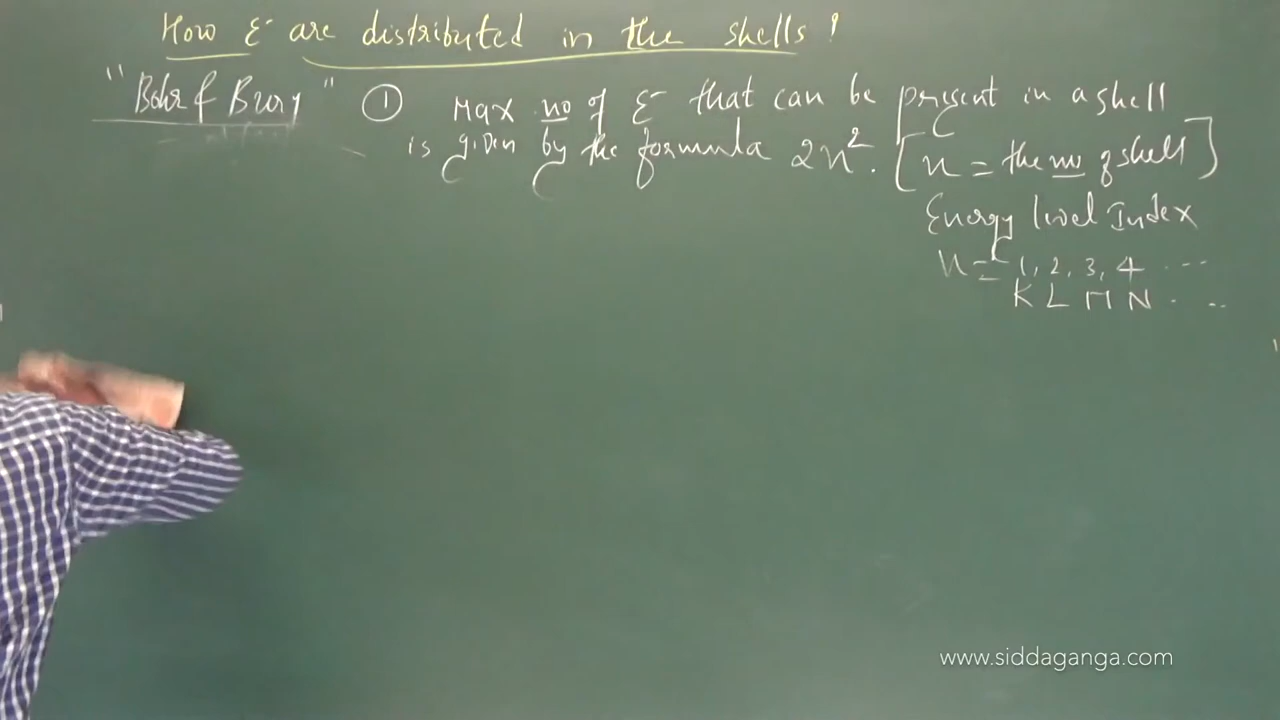 How ε⁻ are distributed in the shells !
"Bohr & Bury" ① Max no of ε⁻ that can be present in a shell
is given by the formula 2n². [n = the no of shell]
Energy level Index
n = 1, 2, 3, 4 ....
K L M N . ..
www.siddaganga.com